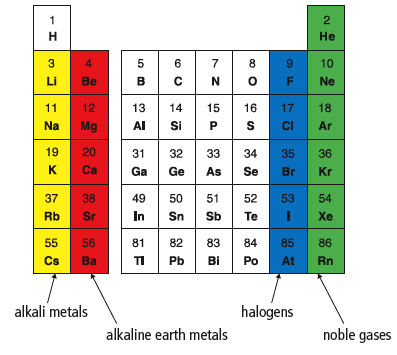 1 2
H He
3 4 5 6 7 8 9 10
Li Be B C N O F Ne
11 12 13 14 15 16 17 18
Na Mg Al Si P S Cl Ar
19 20 31 32 33 34 35 36
K Ca Ga Ge As Se Br Kr
37 38 49 50 51 52 53 54
Rb Sr In Sn Sb Te I Xe
55 56 81 82 83 84 85 86
Cs Ba Tl Pb Bi Po At Rn
alkali metals halogens
alkaline earth metals noble gases